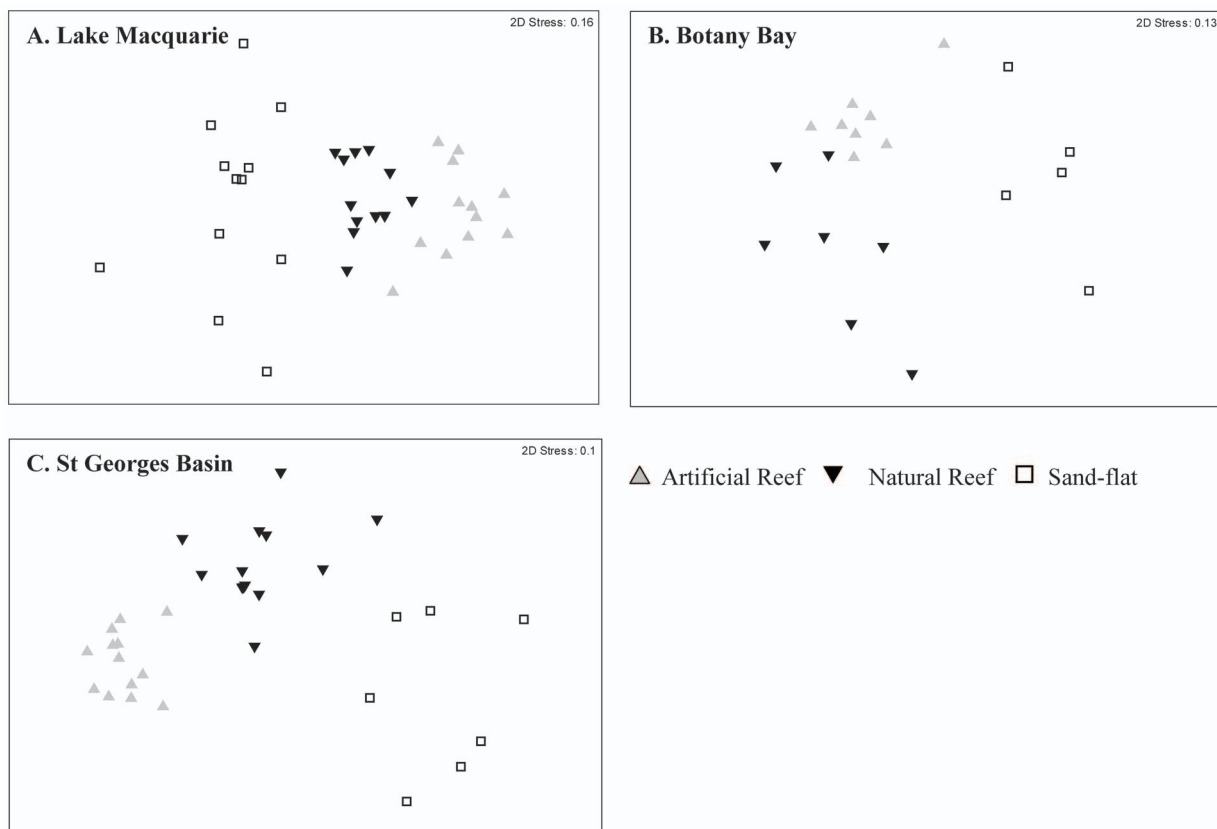 A. Lake Macquarie
2D Stress: 0.16
B. Botany Bay
2D Stress: 0.13
C. St Georges Basin
2D Stress: 0.1
Artificial Reef Natural Reef Sand-flat